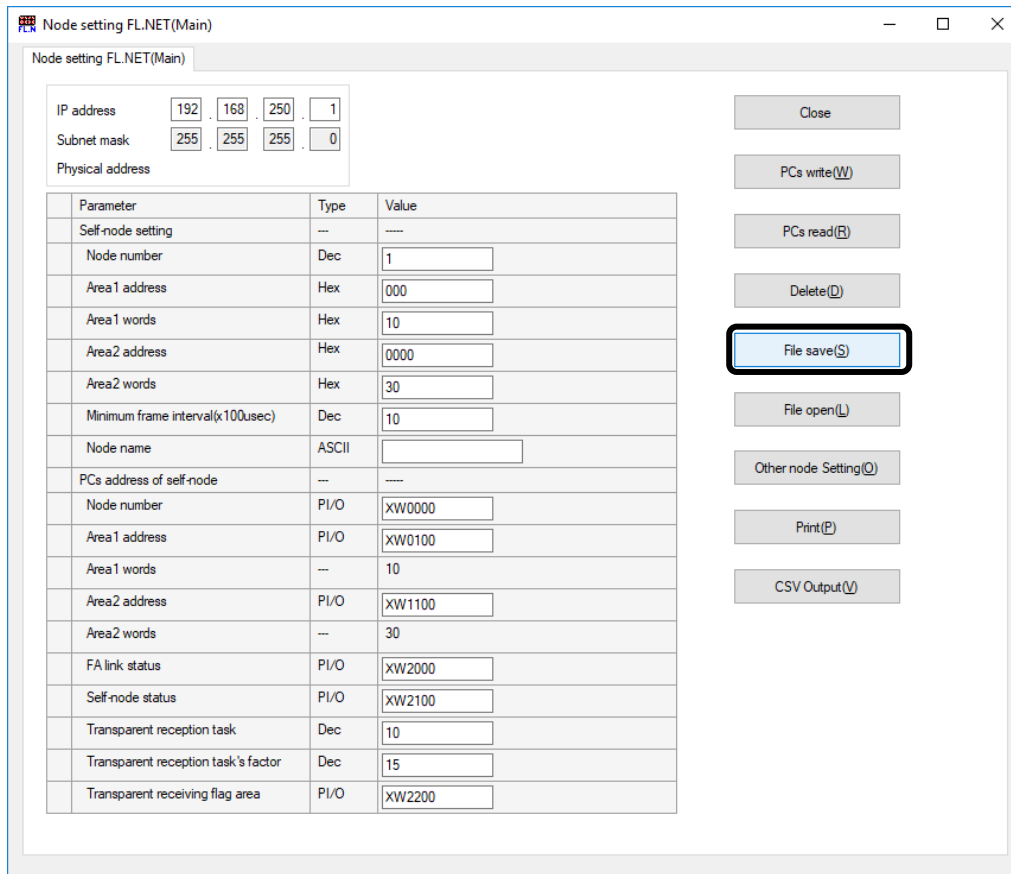 Node setting FL.NET(Main)
Node setting FL.NET(Main)
IP address 192 . 168 . 250 . 1
Subnet mask 255 . 255 255 . 0
Physical address
Parameter Type Value
Self-node setting --- -----
Node number Dec 1
Area1 address Hex 000
Area1 words Hex 10
Area2 address Hex 0000
Area2 words Hex 30
Minimum frame interval(x100usec) Dec 10
Node name ASCII
PCs address of self-node --- -----
Node number PI/O XW0000
Area1 address PI/O XW0100
Area1 words --- 10
Area2 address PI/O XW1100
Area2 words --- 30
FA link status PI/O XW2000
Self-node status PI/O XW2100
Transparent reception task Dec 10
Transparent reception task's factor Dec 15
Transparent receiving flag area PI/O XW2200
Close
PCs write(W)
PCs read(R)
Delete(D)
File save(S)
File open(L)
Other node Setting(O)
Print(P)
CSV Output(V)